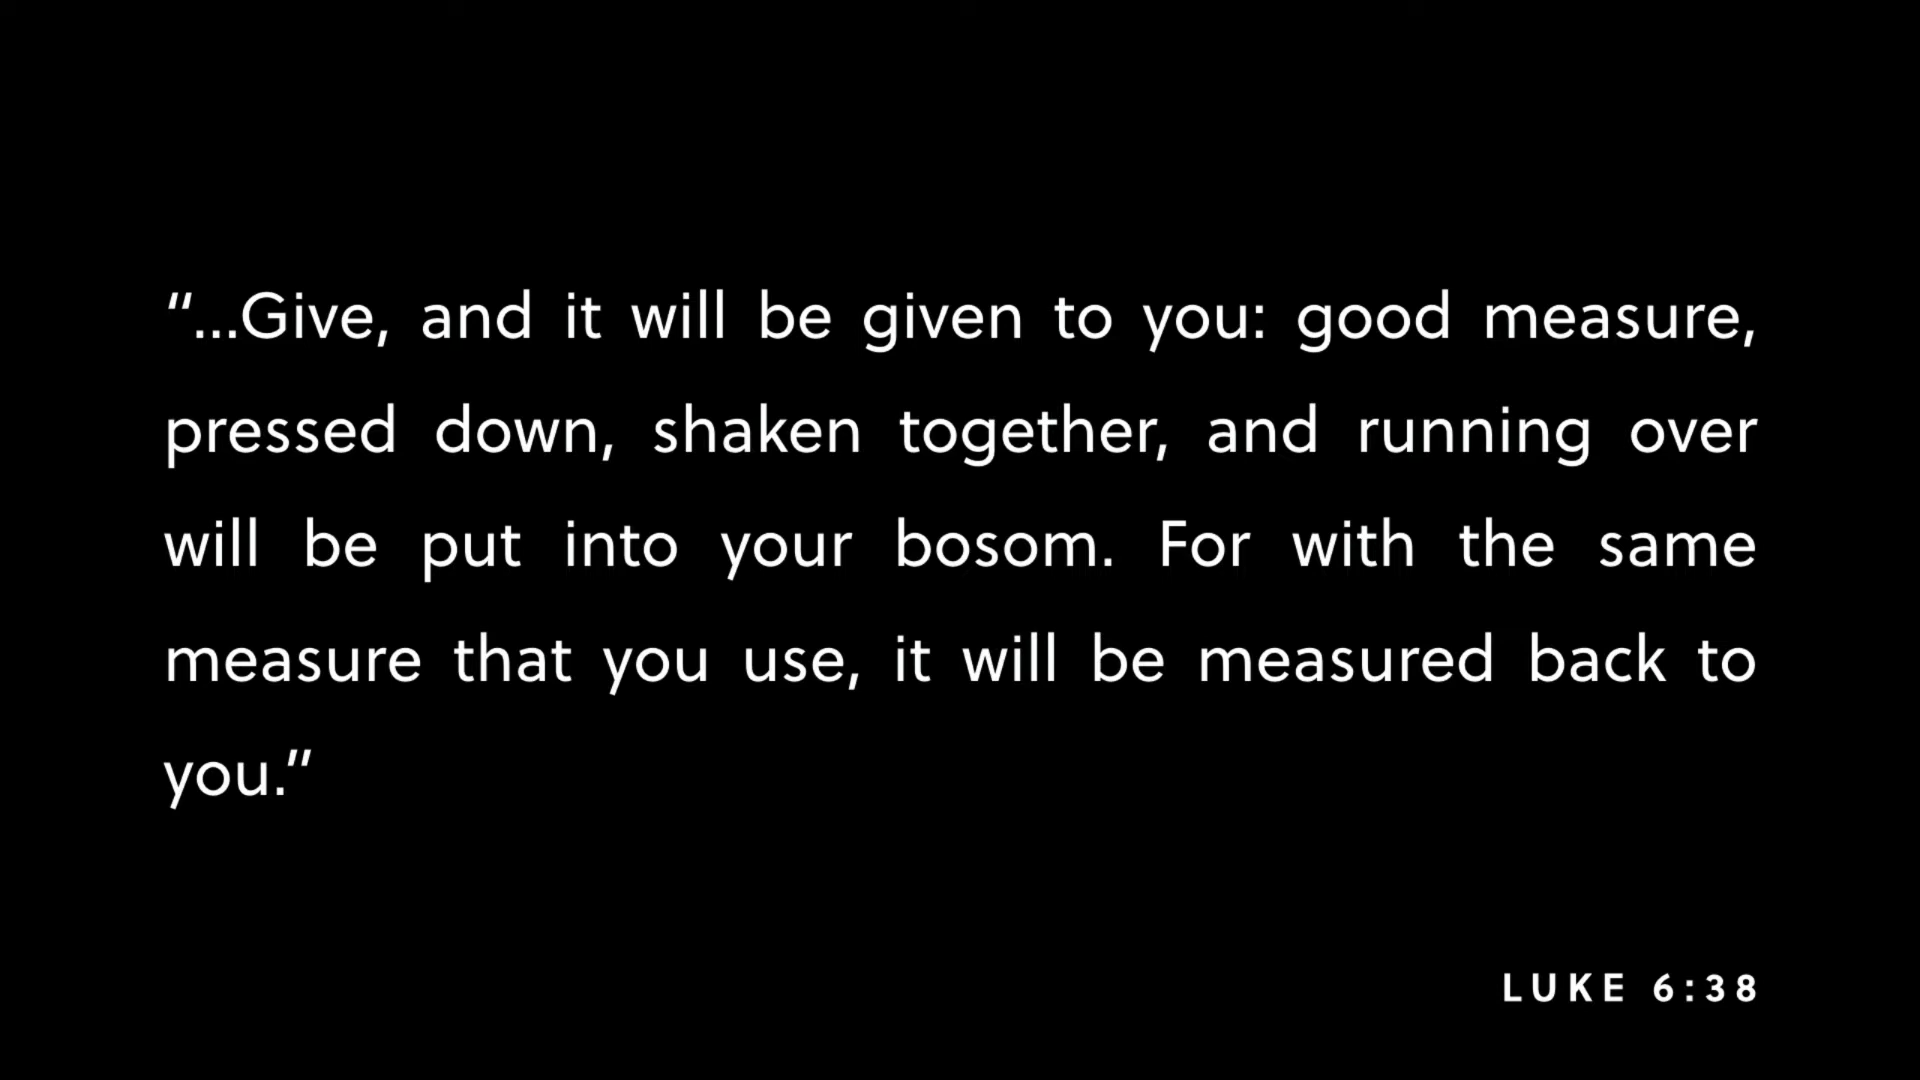 “...Give, and it will be given to you: good measure,
pressed down, shaken together, and running over
will be put into your bosom. For with the same
measure that you use, it will be measured back to
you.”
LUKE 6:38